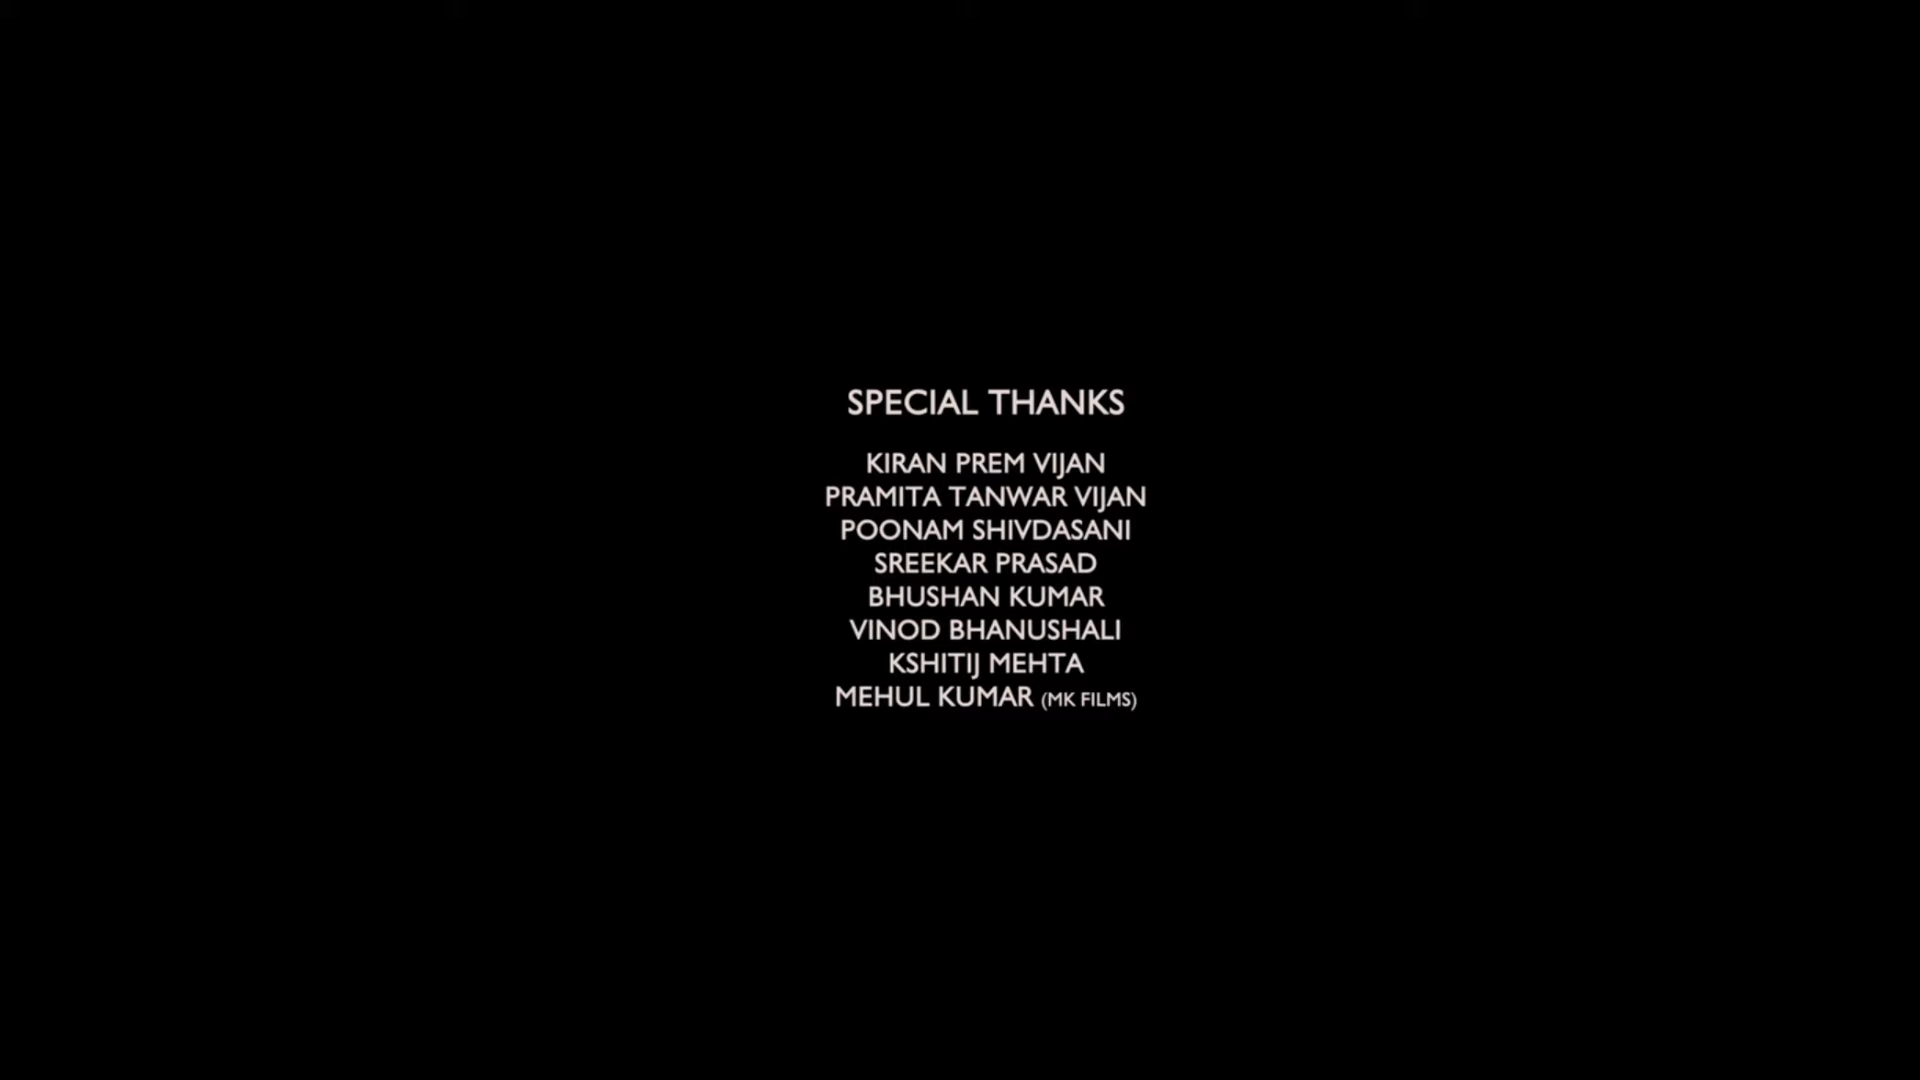 SPECIAL THANKS
KIRAN PREM VIJAN
PRAMITA TANWAR VIJAN
POONAM SHIVDASANI
SREEKAR PRASAD
BHUSHAN KUMAR
VINOD BHANUSHALI
KSHITIJ MEHTA
MEHUL KUMAR (MK FILMS)